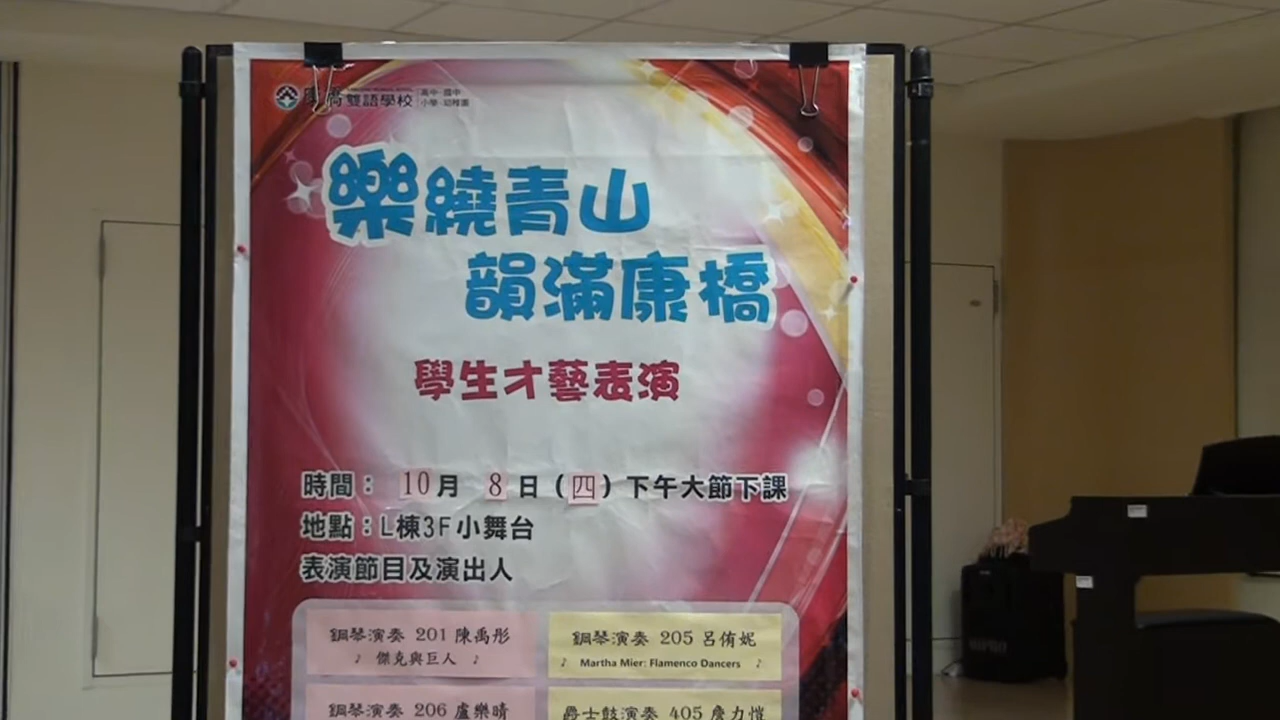 康橋雙語學校 高中 國中
小學 幼稚園
樂繞青山
韻滿康橋
學生才藝表演
時間： 10月 8日（四）下午大節下課
地點：L棟3F小舞台
表演節目及演出人
鋼琴演奏 201 陳禹彤
♪ 傑克與巨人 ♪
鋼琴演奏 205 呂侑妮
♪ Martha Mier: Flamenco Dancers ♪
鋼琴演奏 206 盧樂晴
爵士鼓演奏 405 詹力愷